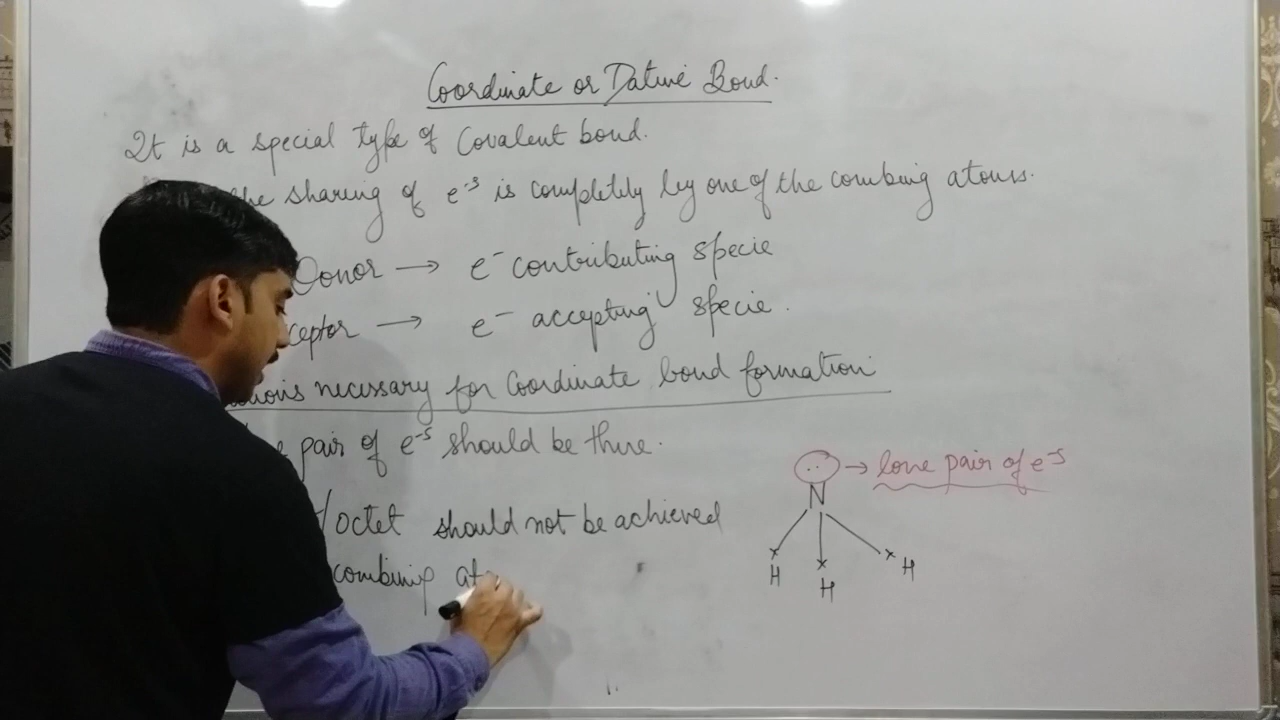 Coordinate or Dative Bond.
It is a special type of Covalent bond.
the sharing of e-s is completely by one of the combing atoms.
Donor → e- contributing specie
ceptor → e- accepting specie.
necessary for Coordinate bond formation
pair of e-s should be there.
/octet should not be achieved
combinig at
.. → lone pair of e-s
N
H
H
H